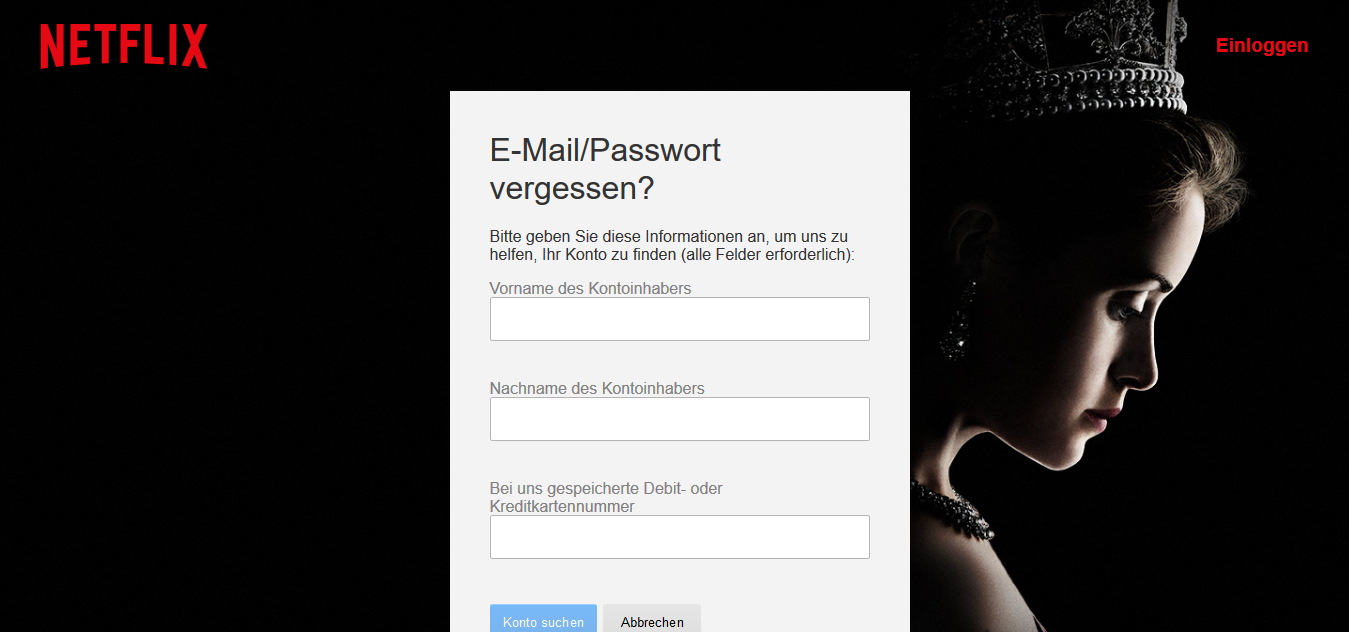 NETFLIX
Einloggen
E-Mail/Passwort
vergessen?
Bitte geben Sie diese Informationen an, um uns zu
helfen, Ihr Konto zu finden (alle Felder erforderlich):
Vorname des Kontoinhabers
Nachname des Kontoinhabers
Bei uns gespeicherte Debit- oder
Kreditkartennummer
Konto suchen
Abbrechen